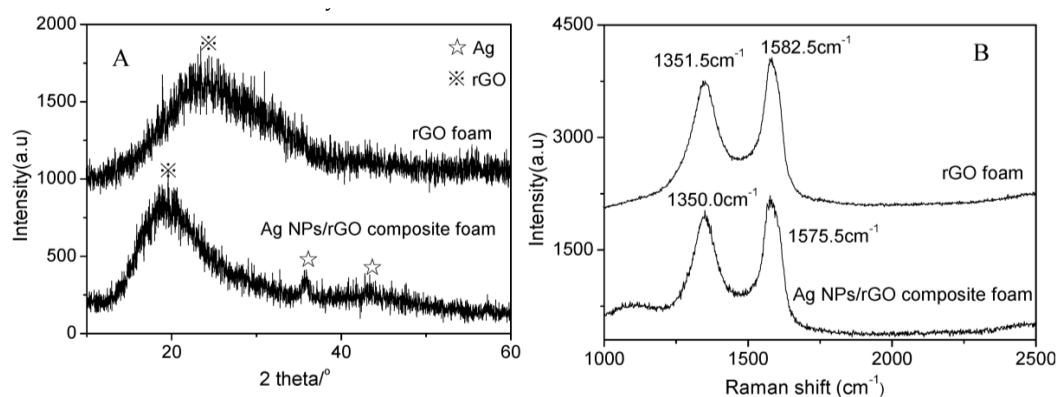 2000
1500
1000
500
0
A
☆ Ag
※ rGO
※
rGO foam
※
Ag NPs/rGO composite foam
☆
☆
20
40
60
2 theta/°
Intensity(a.u)
4500
3000
1500
B
1351.5cm⁻¹
1582.5cm⁻¹
rGO foam
1350.0cm⁻¹
1575.5cm⁻¹
Ag NPs/rGO composite foam
1000
1500
2000
2500
Raman shift (cm⁻¹)
Intensity(a.u)